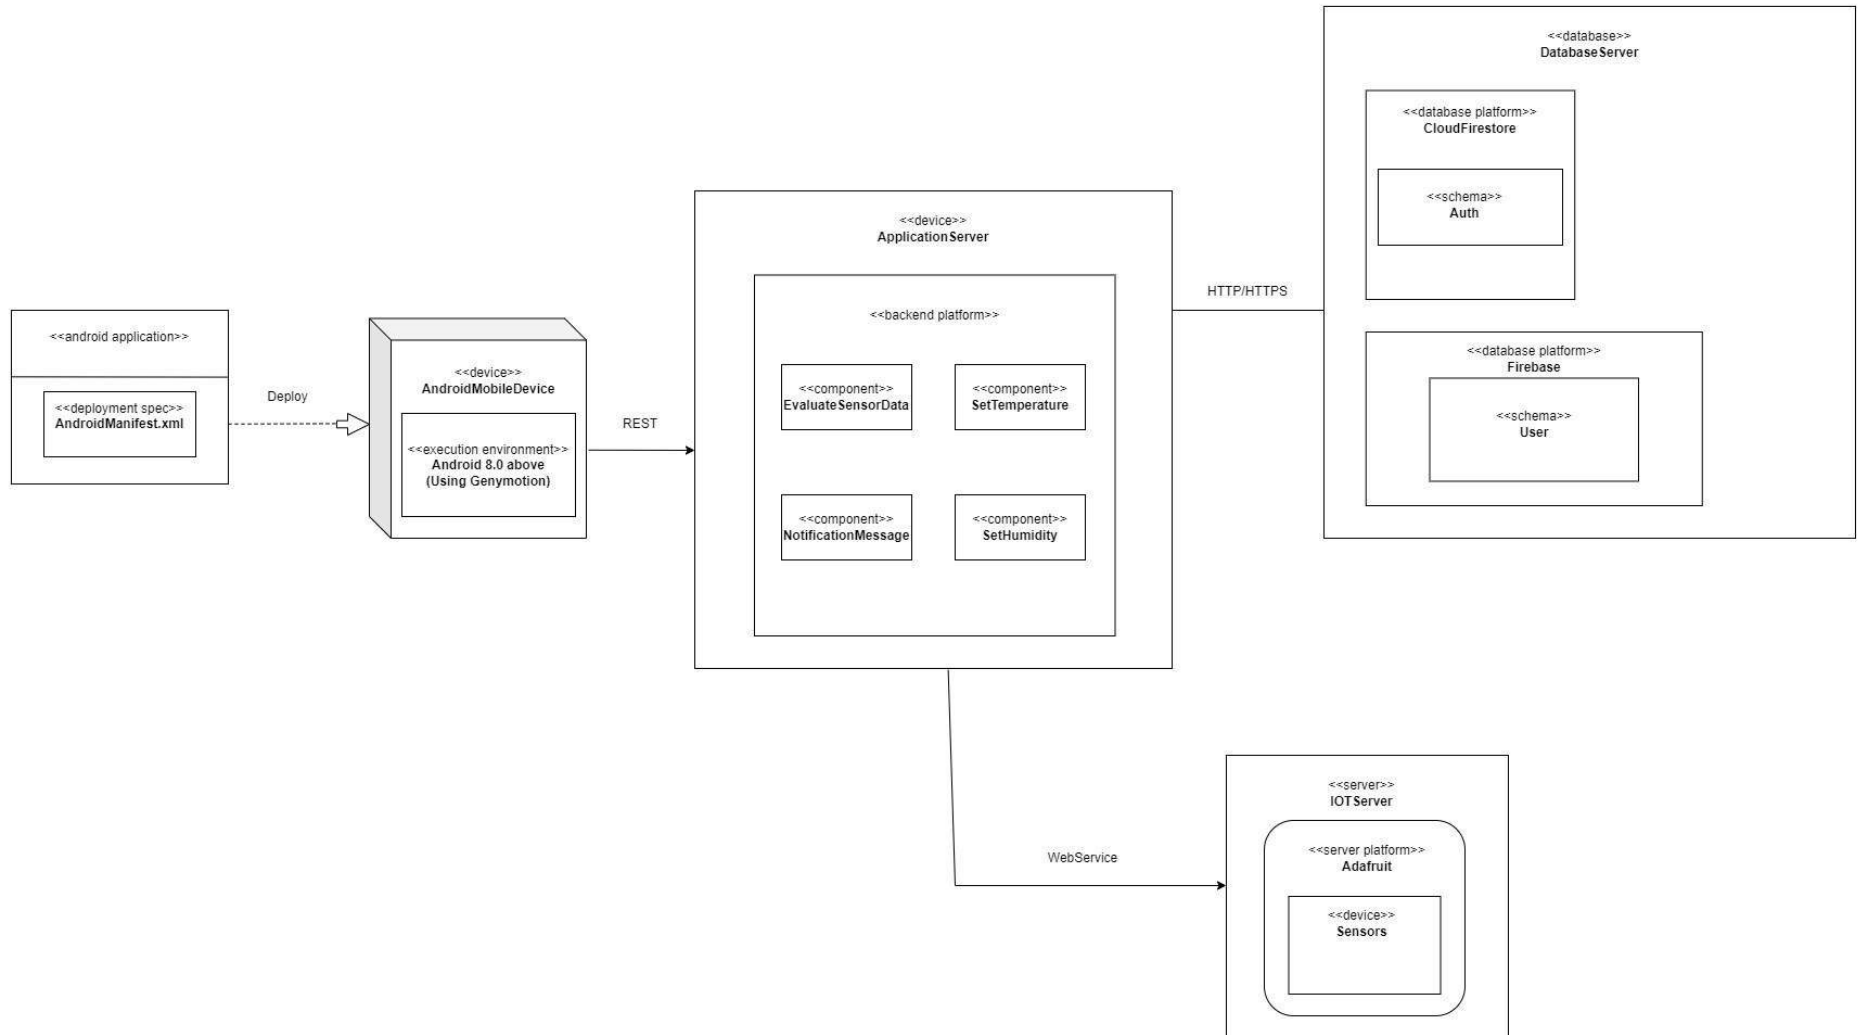 <<android application>>
<<deployment spec>>
AndroidManifest.xml
Deploy
<<device>>
AndroidMobileDevice
<<execution environment>>
Android 8.0 above
(Using Genymotion)
REST
<<device>>
ApplicationServer
<<backend platform>>
<<component>>
EvaluateSensorData
<<component>>
SetTemperature
<<component>>
NotificationMessage
<<component>>
SetHumidity
HTTP/HTTPS
<<database>>
DatabaseServer
<<database platform>>
CloudFirestore
<<schema>>
Auth
<<database platform>>
Firebase
<<schema>>
User
WebService
<<server>>
IOTServer
<<server platform>>
Adafruit
<<device>>
Sensors